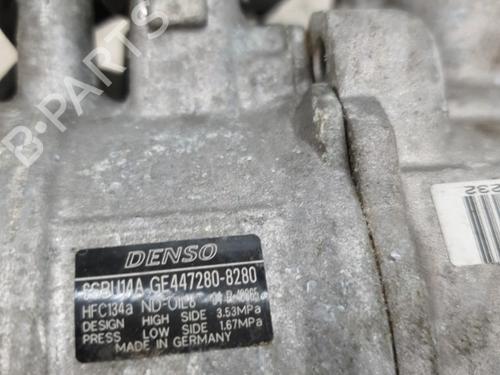 B-PARTS
DENSO
6SBU14A GE447280-8280
HFC134a ND-OIL8
DESIGN HIGH SIDE 3.53MPa
PRESS LOW SIDE 1.67MPa
MADE IN GERMANY
232